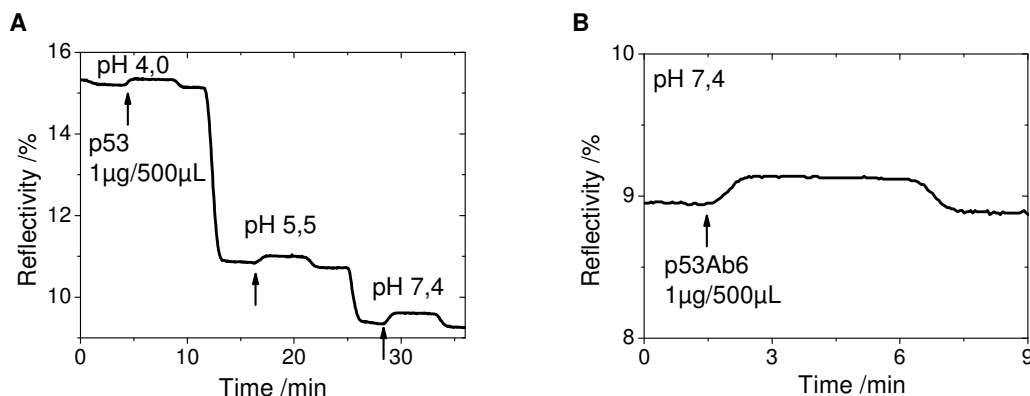 A
16
pH 4,0
14
p53
1µg/500µL
11
pH 5,5
10
pH 7,4
Reflectivity /%
0
10
20
30
Time /min
B
10
pH 7,4
9
p53Ab6
1µg/500µL
8
Reflectivity /%
0
3
6
9
Time /min